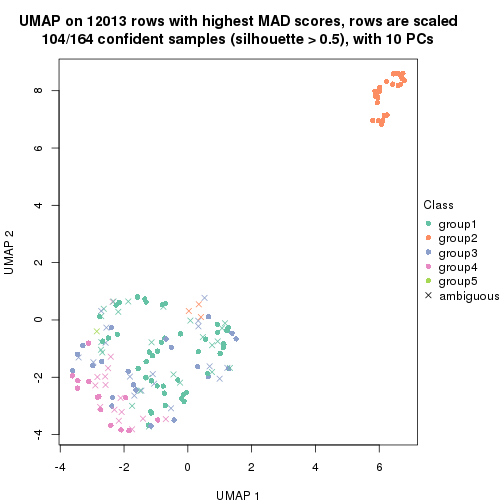 UMAP on 12013 rows with highest MAD scores, rows are scaled
104/164 confident samples (silhouette > 0.5), with 10 PCs
8
6
4
2
0
-2
-4
UMAP 2
-4
-2
0
2
4
6
UMAP 1
Class
group1
group2
group3
group4
group5
ambiguous